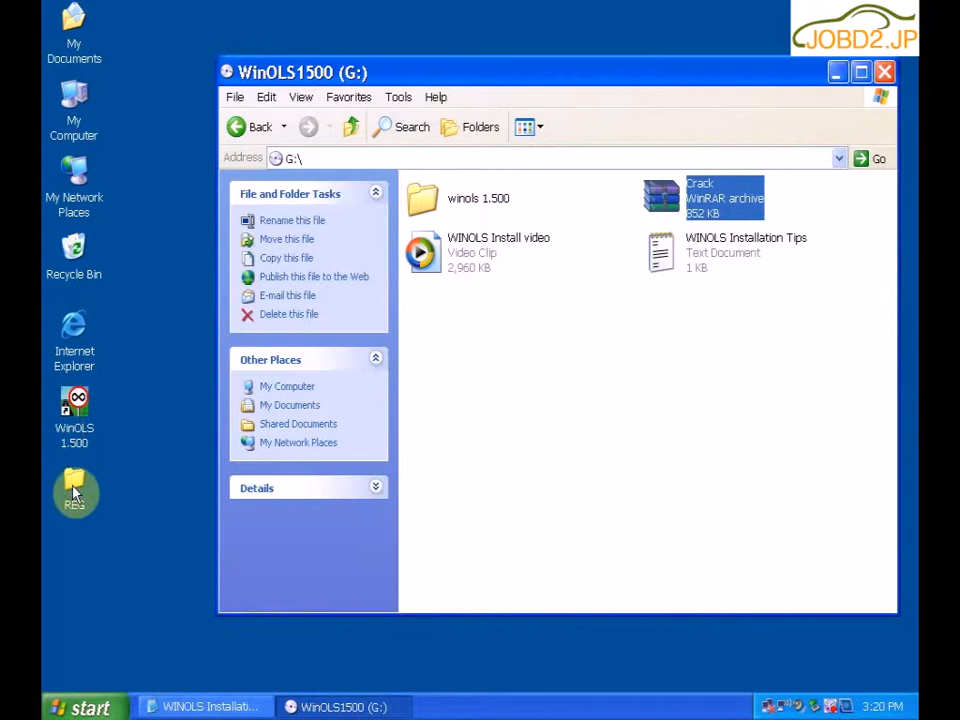 JOBD2.JP
My
Documents
My
Computer
My Network
Places
Recycle Bin
Internet
Explorer
WinOLS
1.500
REG
WinOLS1500 (G:)
File Edit View Favorites Tools Help
Back Search Folders
Address G:\ Go
File and Folder Tasks
Rename this file
Move this file
Copy this file
Publish this file to the Web
E-mail this file
Delete this file
Other Places
My Computer
My Documents
Shared Documents
My Network Places
Details
winols 1.500
Crack
WinRAR archive
852 KB
WINOLS Install video
Video Clip
2,960 KB
WINOLS Installation Tips
Text Document
1 KB
start WINOLS Installati... WinOLS1500 (G:) 3:20 PM